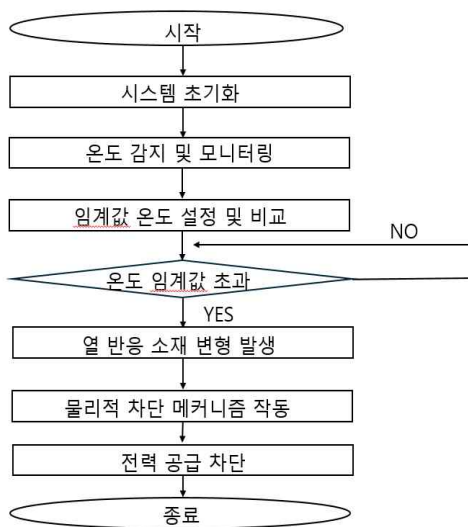 시작
시스템 초기화
온도 감지 및 모니터링
임계값 온도 설정 및 비교
NO
온도 임계값 초과
YES
열 반응 소재 변형 발생
물리적 차단 메커니즘 작동
전력 공급 차단
종료